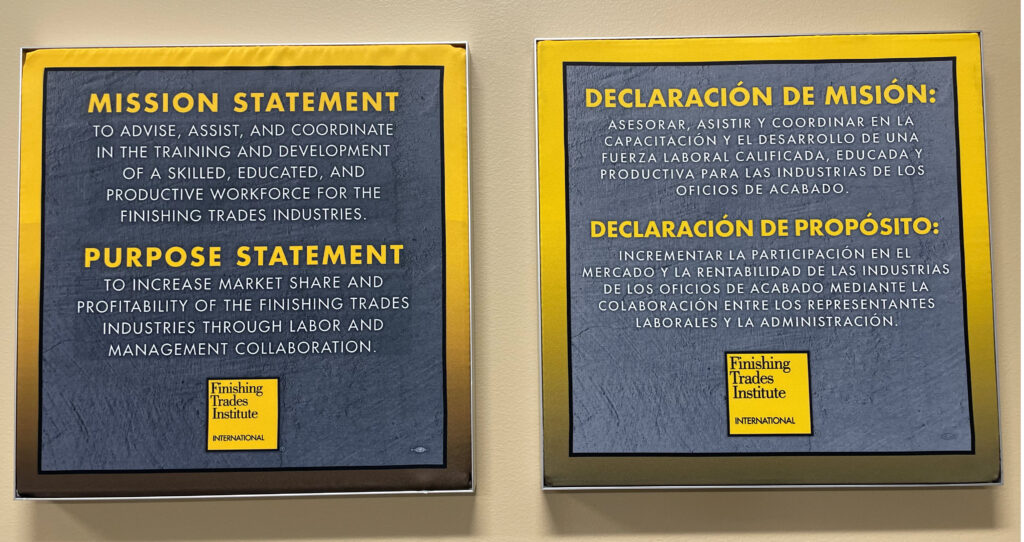 MISSION STATEMENT
TO ADVISE, ASSIST, AND COORDINATE
IN THE TRAINING AND DEVELOPMENT
OF A SKILLED, EDUCATED, AND
PRODUCTIVE WORKFORCE FOR THE
FINISHING TRADES INDUSTRIES.
PURPOSE STATEMENT
TO INCREASE MARKET SHARE AND
PROFITABILITY OF THE FINISHING TRADES
INDUSTRIES THROUGH LABOR AND
MANAGEMENT COLLABORATION.
Finishing
Trades
Institute
INTERNATIONAL
DECLARACIÓN DE MISIÓN:
ASESORAR, ASISTIR Y COORDINAR EN LA
CAPACITACIÓN Y EL DESARROLLO DE UNA
FUERZA LABORAL CALIFICADA, EDUCADA Y
PRODUCTIVA PARA LAS INDUSTRIAS DE LOS
OFICIOS DE ACABADO.
DECLARACIÓN DE PROPÓSITO:
INCREMENTAR LA PARTICIPACIÓN EN EL
MERCADO Y LA RENTABILIDAD DE LAS INDUSTRIAS
DE LOS OFICIOS DE ACABADO MEDIANTE LA
COLABORACIÓN ENTRE LOS REPRESENTANTES
LABORALES Y LA ADMINISTRACIÓN.
Finishing
Trades
Institute
INTERNATIONAL